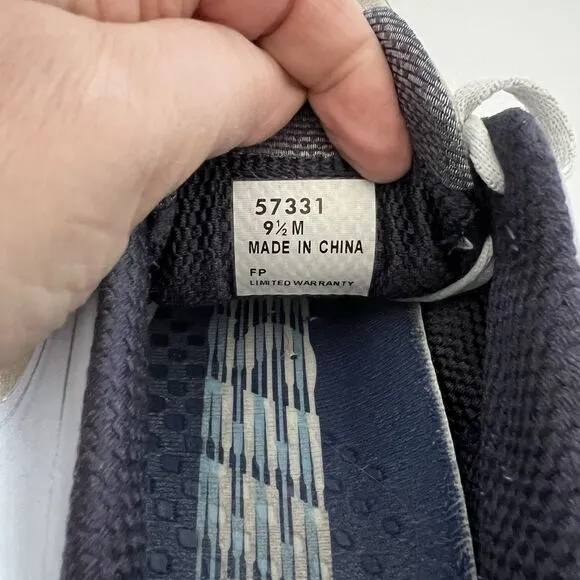 57331
9½ M
MADE IN CHINA
FP
LIMITED WARRANTY